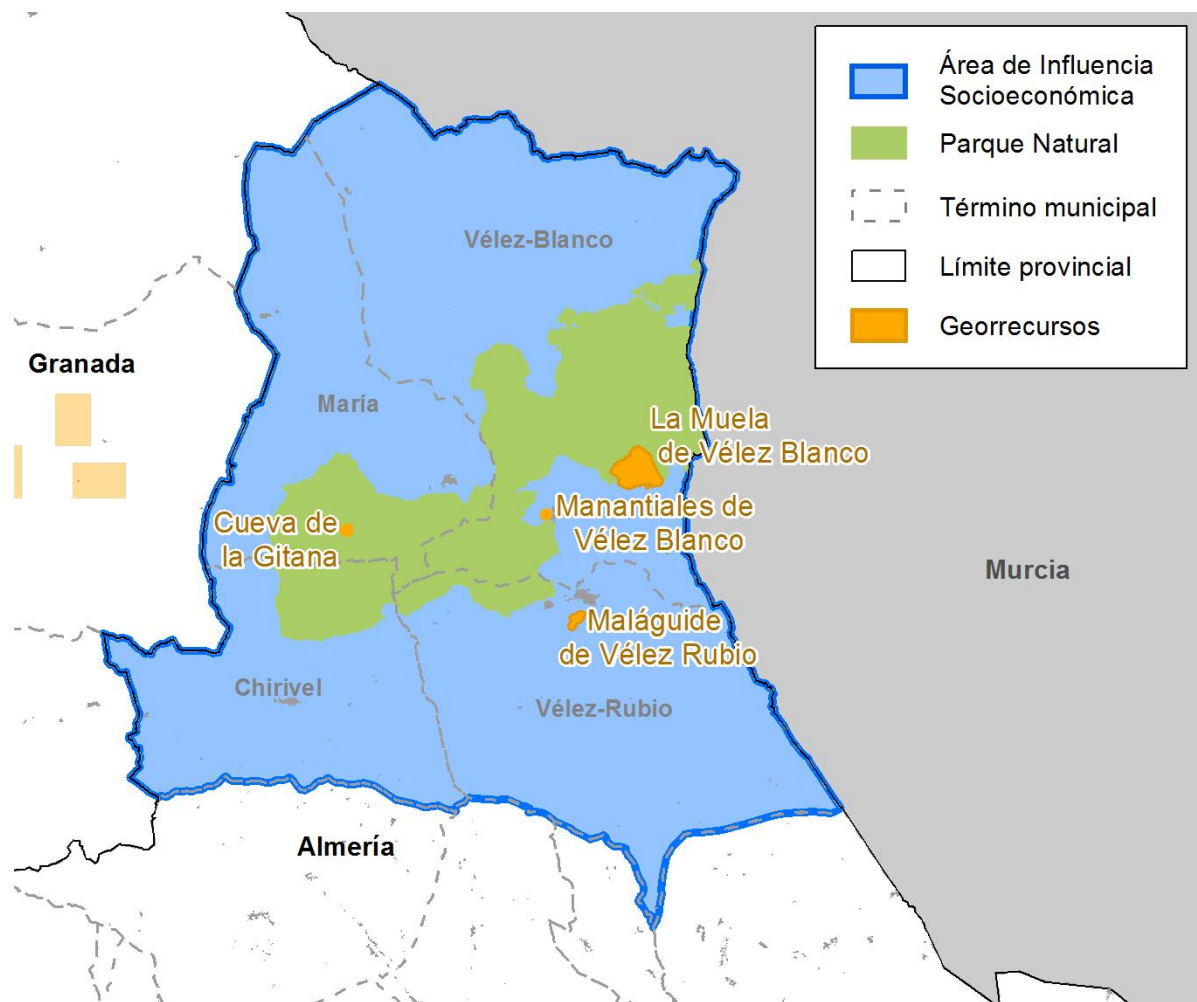 Área de Influencia
Socioeconómica
Parque Natural
Término municipal
Límite provincial
Georrecursos
Vélez-Blanco
Granada
María
La Muela
de Vélez Blanco
Cueva de
la Gitana
Manantiales de
Vélez Blanco
Murcia
Maláguide
de Vélez Rubio
Chirivel
Vélez-Rubio
Almería